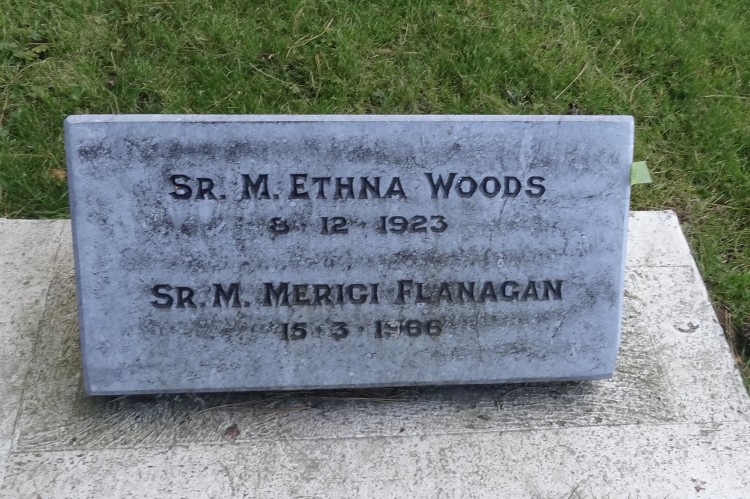 Sr. M. Ethna Woods
8·12·1923
Sr. M. Merici Flanagan
15·3·1966